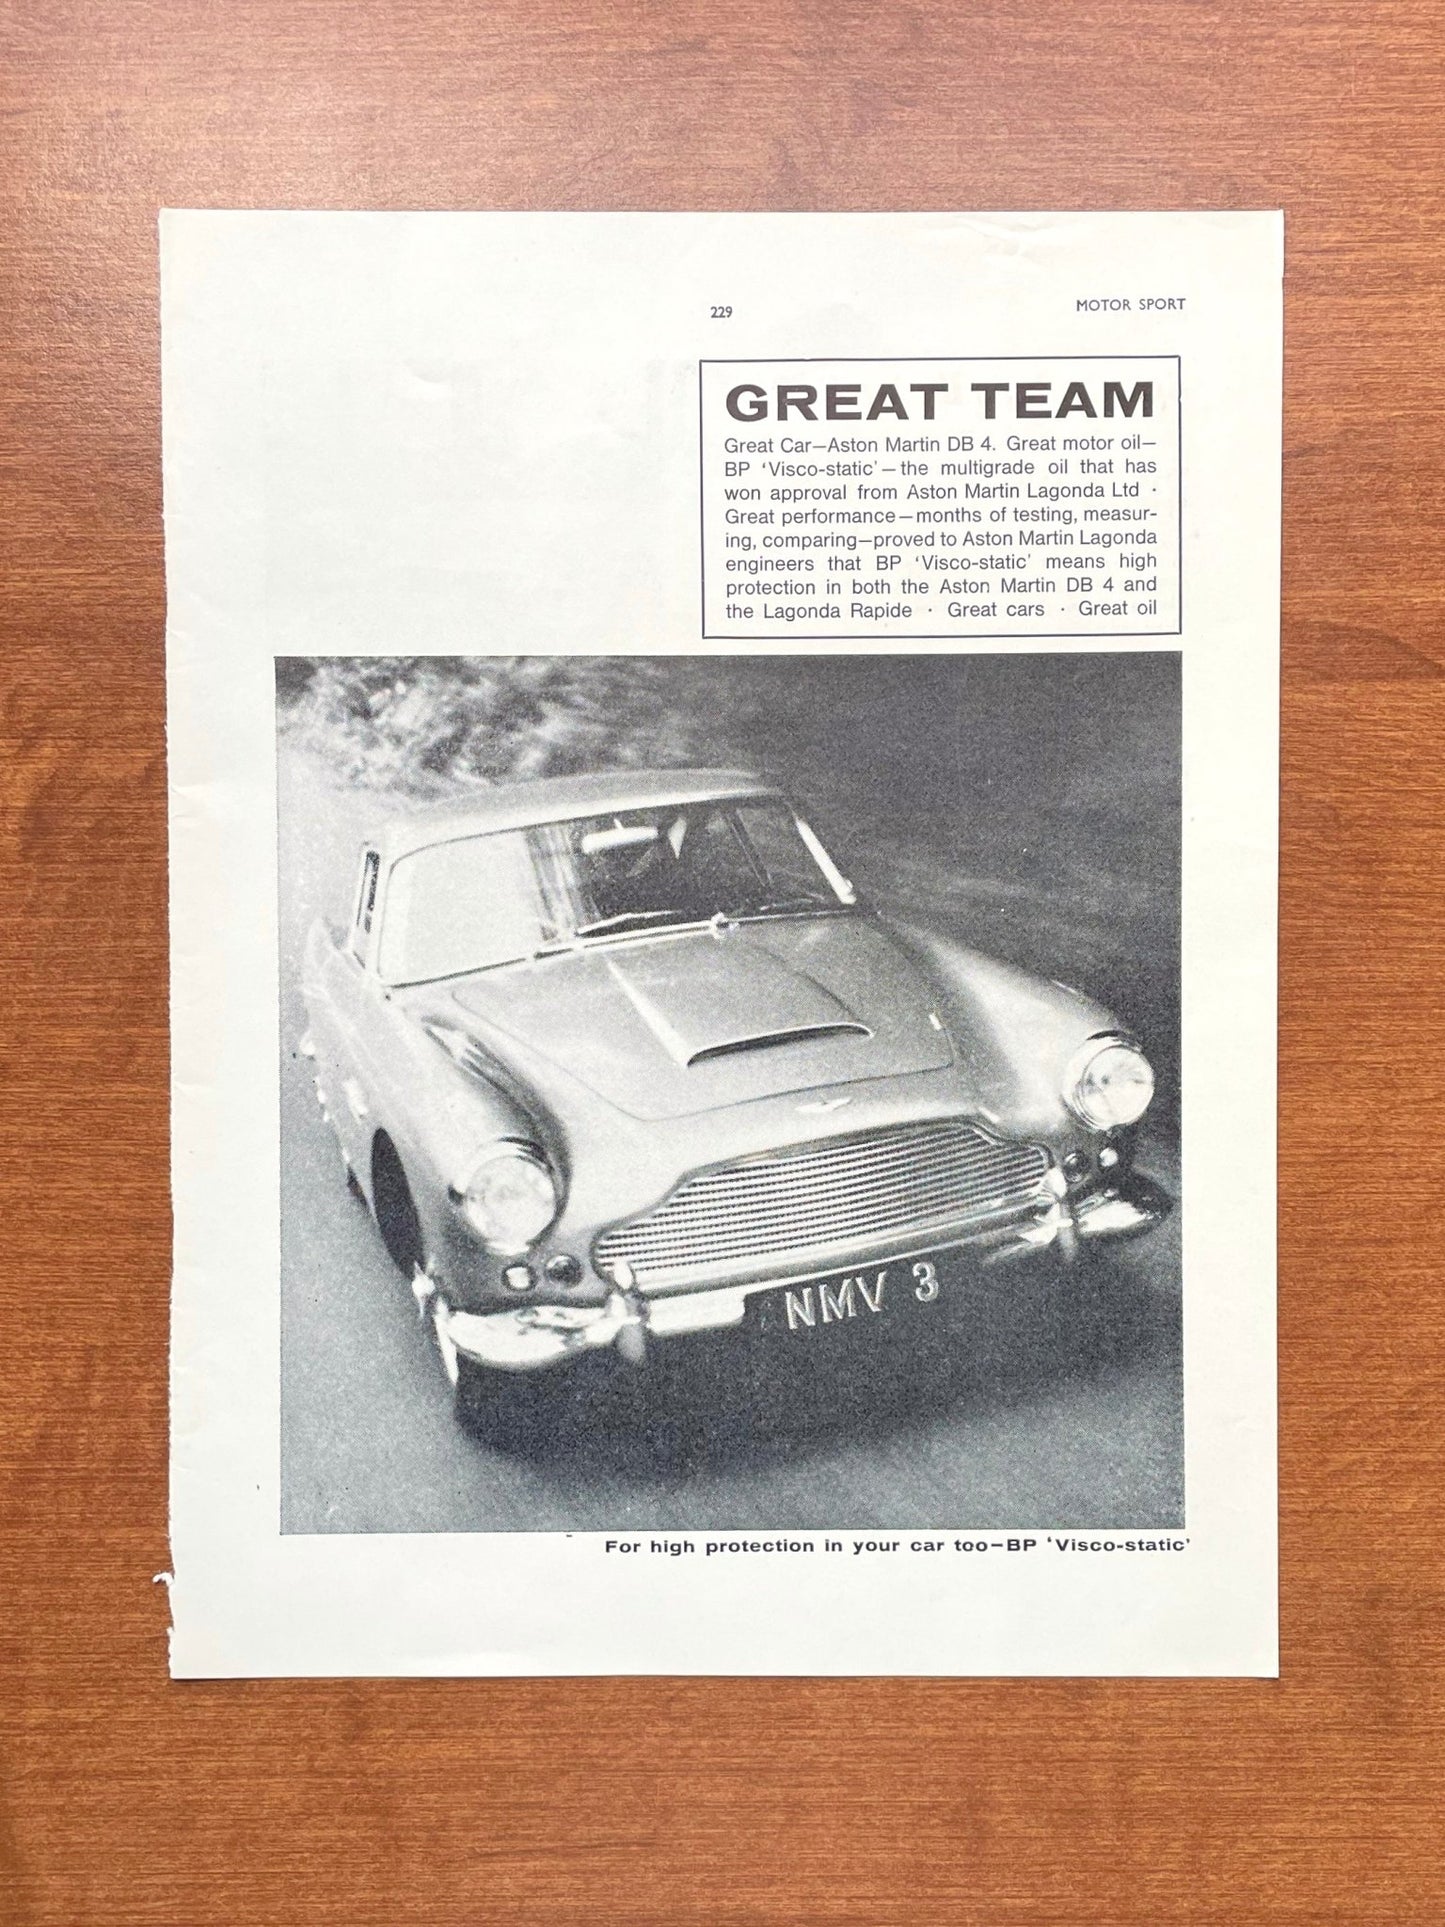 229
MOTOR SPORT
GREAT TEAM
Great Car—Aston Martin DB 4. Great motor oil—
BP ‘Visco-static’—the multigrade oil that has
won approval from Aston Martin Lagonda Ltd ·
Great performance—months of testing, measur-
ing, comparing—proved to Aston Martin Lagonda
engineers that BP ‘Visco-static’ means high
protection in both the Aston Martin DB 4 and
the Lagonda Rapide · Great cars · Great oil
NMV 3
For high protection in your car too—BP ‘Visco-static’